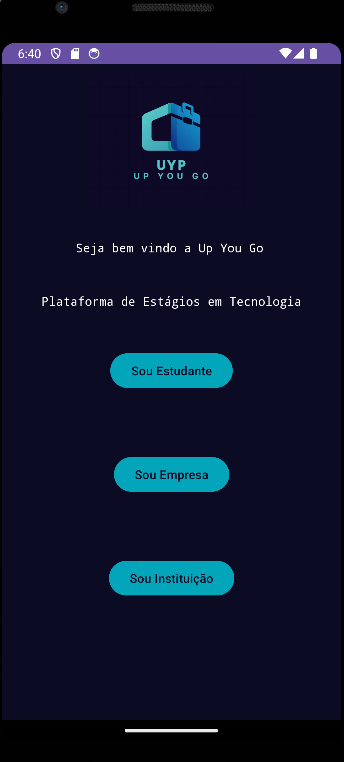 6:40
UYP
UP YOU GO
Seja bem vindo a Up You Go
Plataforma de Estágios em Tecnologia
Sou Estudante
Sou Empresa
Sou Instituição